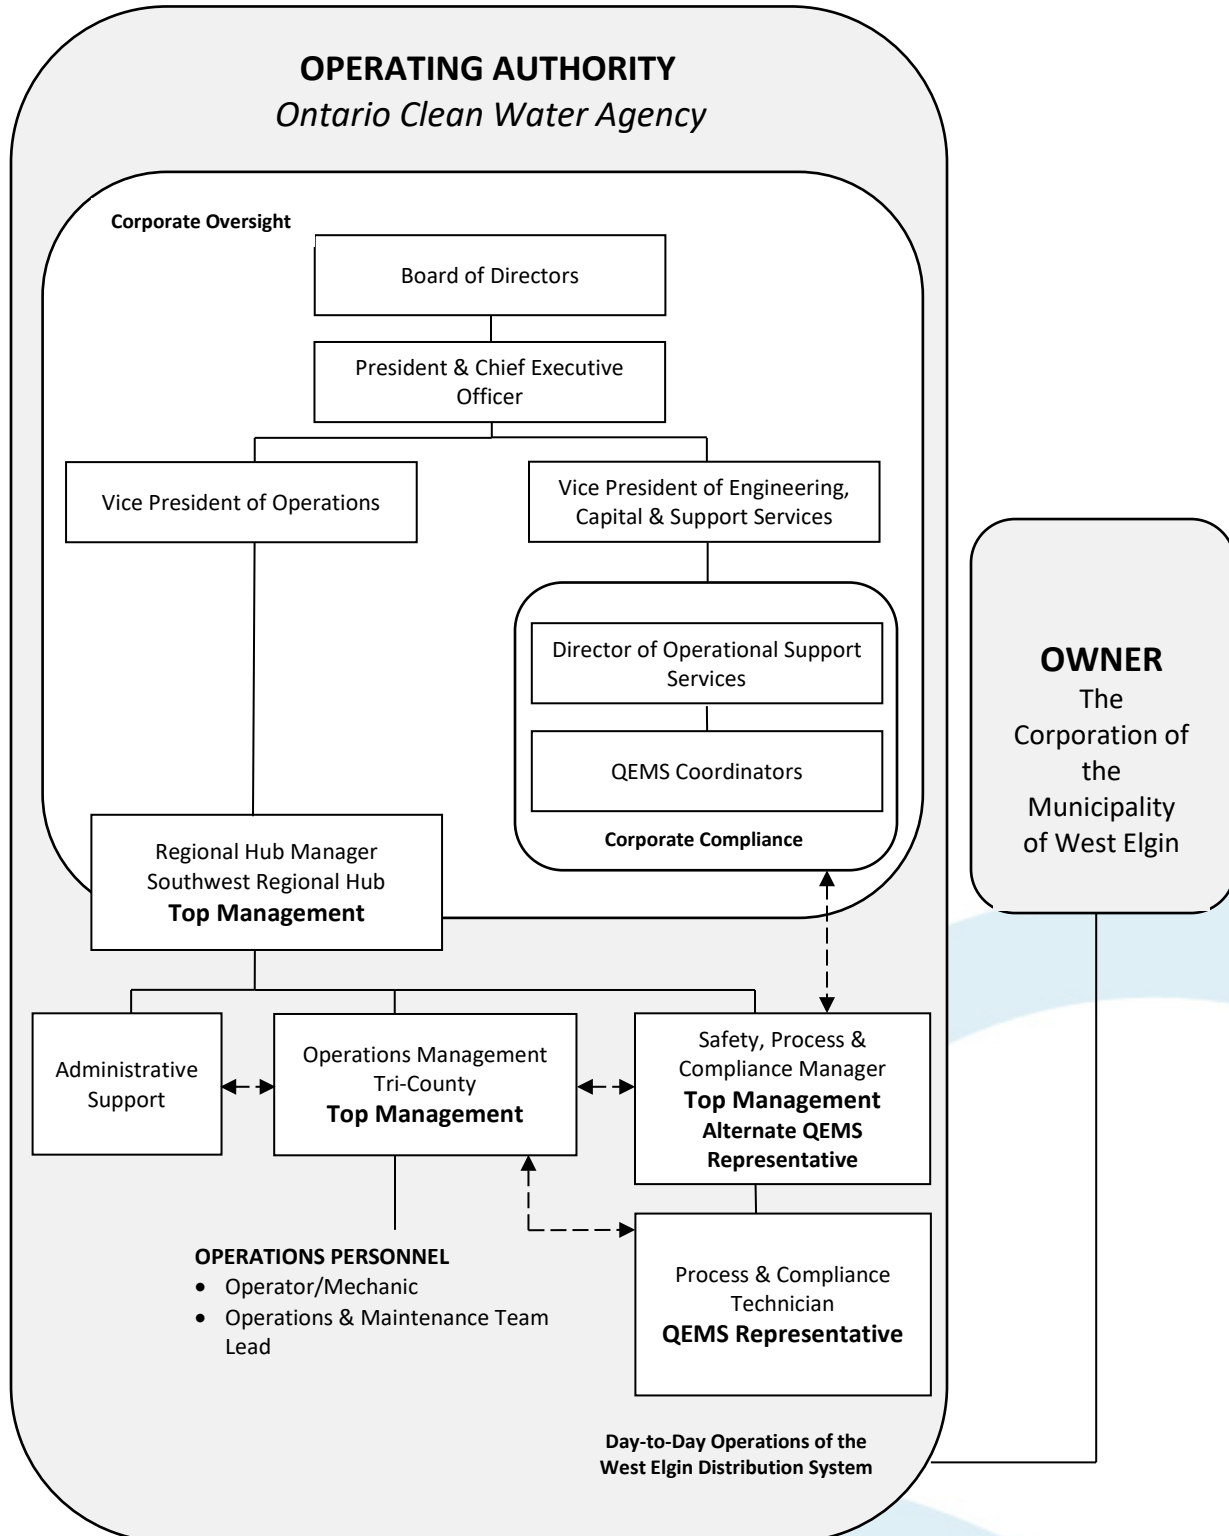 OPERATING AUTHORITY
Ontario Clean Water Agency
Corporate Oversight
Board of Directors
President & Chief Executive
Officer
Vice President of Operations
Vice President of Engineering,
Capital & Support Services
Director of Operational Support
Services
QEMS Coordinators
Corporate Compliance
OWNER
The
Corporation of
the
Municipality
of West Elgin
Regional Hub Manager
Southwest Regional Hub
Top Management
Administrative
Support
Operations Management
Tri-County
Top Management
Safety, Process &
Compliance Manager
Top Management
Alternate QEMS
Representative
OPERATIONS PERSONNEL
• Operator/Mechanic
• Operations & Maintenance Team
Lead
Process & Compliance
Technician
QEMS Representative
Day-to-Day Operations of the
West Elgin Distribution System